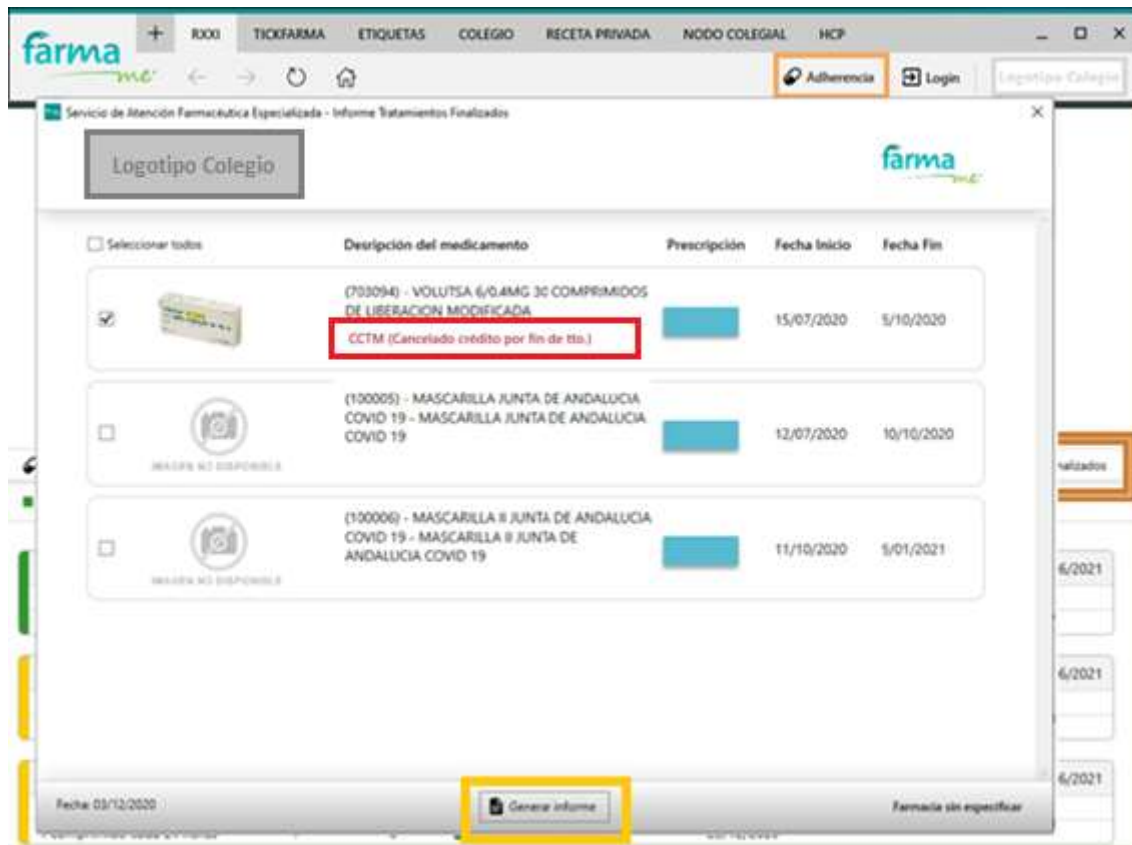 farma
me
+ RXXI TICKFARMA ETIQUETAS COLEGIO RECETA PRIVADA NODO COLEGIAL HCP
Adherencia Login Logotipo Colegio
Servicio de Atención Farmacéutica Especializada - Informe Tratamientos Finalizados
Logotipo Colegio
farma
me
Seleccionar todos Desripción del medicamento Prescripción Fecha Inicio Fecha Fin
(703094) - VOLUTSA 6/0.4MG 30 COMPRIMIDOS
DE LIBERACION MODIFICADA
CCTM (Cancelado crédito por fin de tto.)
15/07/2020 5/10/2020
(100005) - MASCARILLA JUNTA DE ANDALUCIA
COVID 19 - MASCARILLA JUNTA DE ANDALUCIA
COVID 19
12/07/2020 10/10/2020
IMAGEN NO DISPONIBLE
nalizados
(100006) - MASCARILLA II JUNTA DE ANDALUCIA
COVID 19 - MASCARILLA II JUNTA DE
ANDALUCIA COVID 19
11/10/2020 5/01/2021
IMAGEN NO DISPONIBLE
6/2021
6/2021
6/2021
Fecha: 03/12/2020 Generar informe Farmacia sin especificar